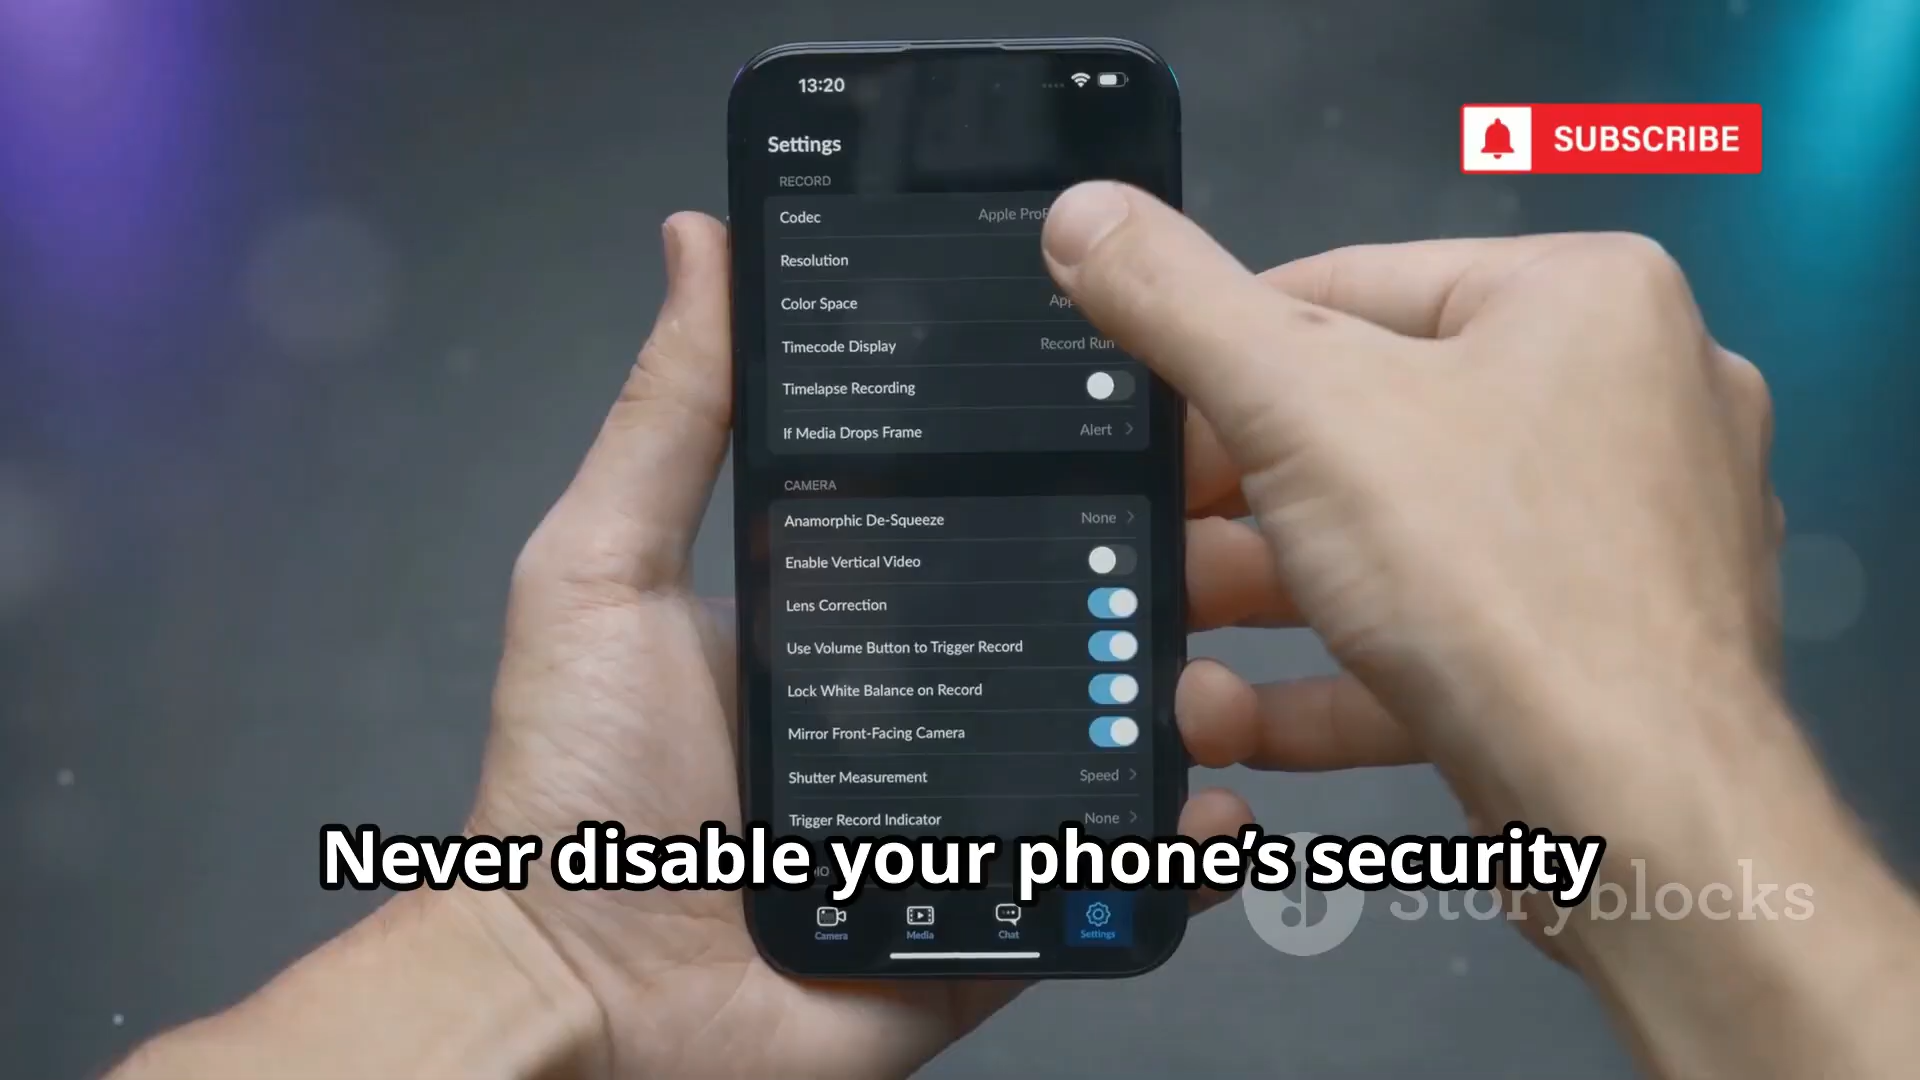 13:20
SUBSCRIBE
Settings
RECORD
Codec
Apple
Resolution
Color Space
Timecode Display
Record Run
Timelapse Recording
If Media Drops Frame
Alert
CAMERA
Anamorphic De-Squeeze
None
Enable Vertical Video
Lens Correction
Use Volume Button to Trigger Record
Lock White Balance on Record
Mirror Front-Facing Camera
Shutter Measurement
Speed
Trigger Record Indicator
None
Never disable your phone’s security
Storyblocks
Camera
Media
Chat
Settings